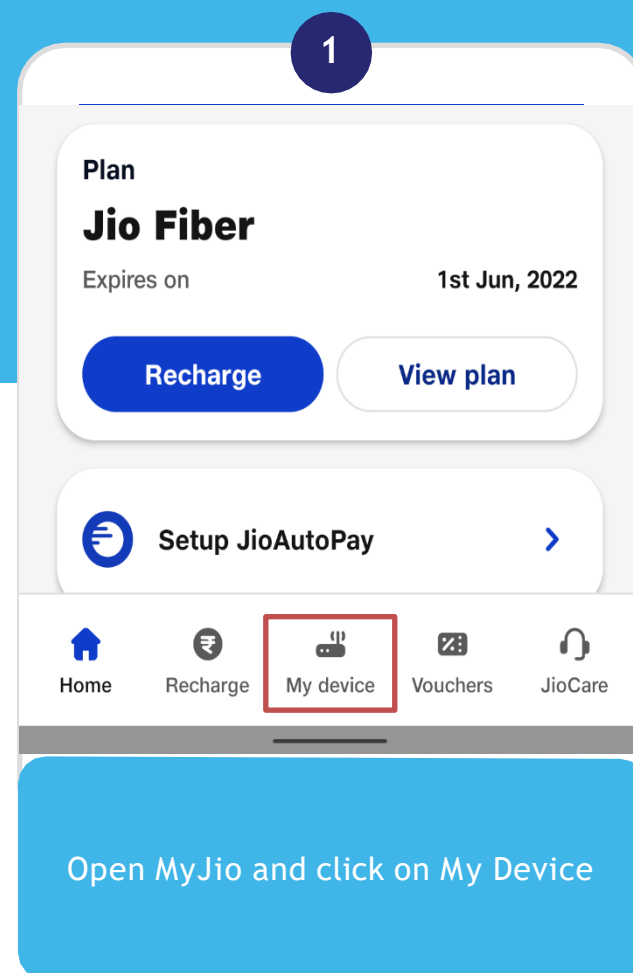 1
Plan
Jio Fiber
Expires on 1st Jun, 2022
Recharge View plan
Setup JioAutoPay
Home Recharge My device Vouchers JioCare
Open MyJio and click on My Device